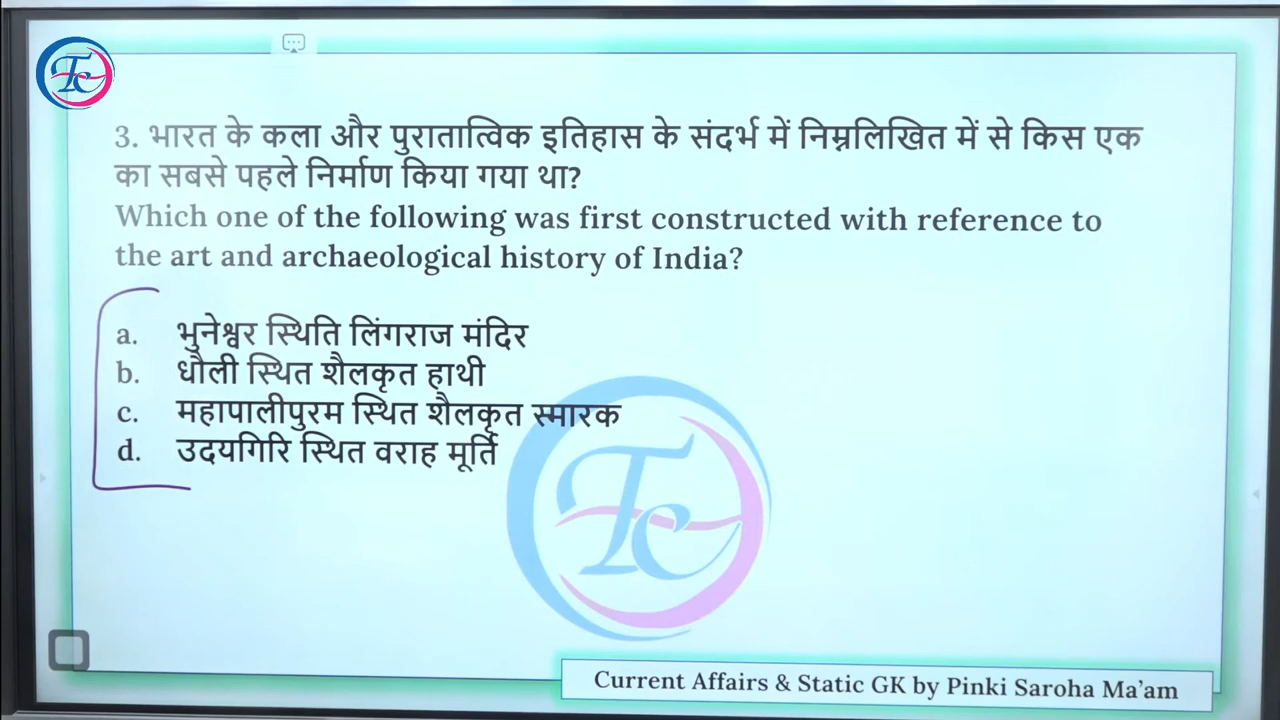 Tc
3. भारत के कला और पुरातात्विक इतिहास के संदर्भ में निम्नलिखित में से किस एक
का सबसे पहले निर्माण किया गया था?
Which one of the following was first constructed with reference to
the art and archaeological history of India?
a. भुनेश्वर स्थिति लिंगराज मंदिर
b. धौली स्थित शैलकृत हाथी
c. महापालीपुरम स्थित शैलकृत स्मारक
d. उदयगिरि स्थित वराह मूर्ति
Tc
Current Affairs & Static GK by Pinki Saroha Ma'am